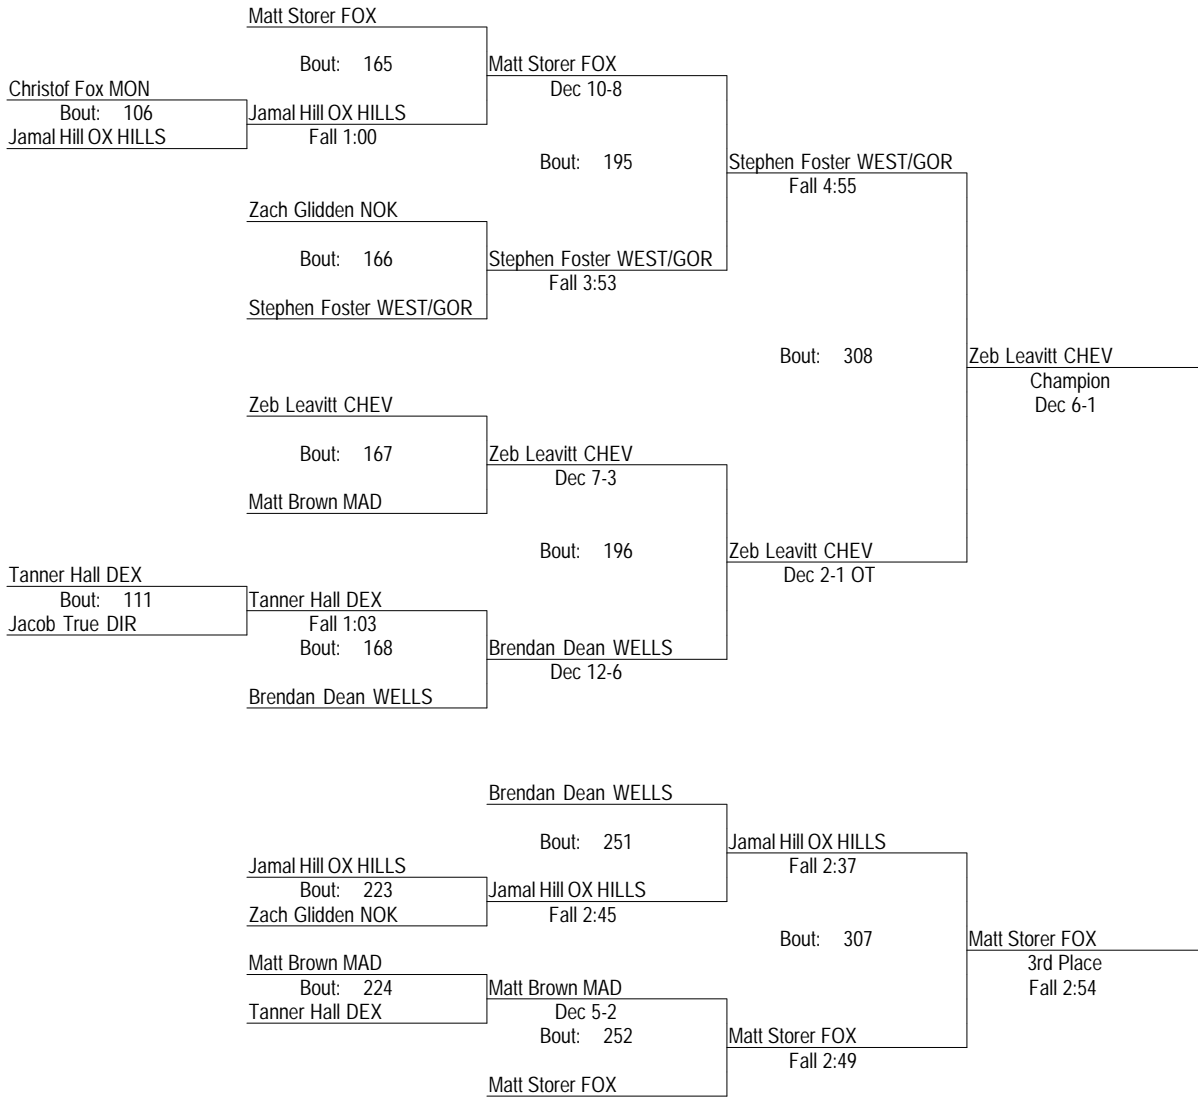 Matt Storer FOX
Bout: 165
Matt Storer FOX
Dec 10-8
Christof Fox MON
Bout: 106
Jamal Hill OX HILLS
Jamal Hill OX HILLS
Fall 1:00
Bout: 195
Stephen Foster WEST/GOR
Fall 4:55
Zach Glidden NOK
Bout: 166
Stephen Foster WEST/GOR
Fall 3:53
Stephen Foster WEST/GOR
Bout: 308
Zeb Leavitt CHEV
Champion
Dec 6-1
Zeb Leavitt CHEV
Bout: 167
Zeb Leavitt CHEV
Dec 7-3
Matt Brown MAD
Bout: 196
Zeb Leavitt CHEV
Dec 2-1 OT
Tanner Hall DEX
Bout: 111
Jacob True DIR
Tanner Hall DEX
Fall 1:03
Bout: 168
Brendan Dean WELLS
Dec 12-6
Brendan Dean WELLS
Brendan Dean WELLS
Bout: 251
Jamal Hill OX HILLS
Fall 2:37
Jamal Hill OX HILLS
Bout: 223
Zach Glidden NOK
Jamal Hill OX HILLS
Fall 2:45
Bout: 307
Matt Storer FOX
3rd Place
Fall 2:54
Matt Brown MAD
Bout: 224
Tanner Hall DEX
Matt Brown MAD
Dec 5-2
Bout: 252
Matt Storer FOX
Fall 2:49
Matt Storer FOX